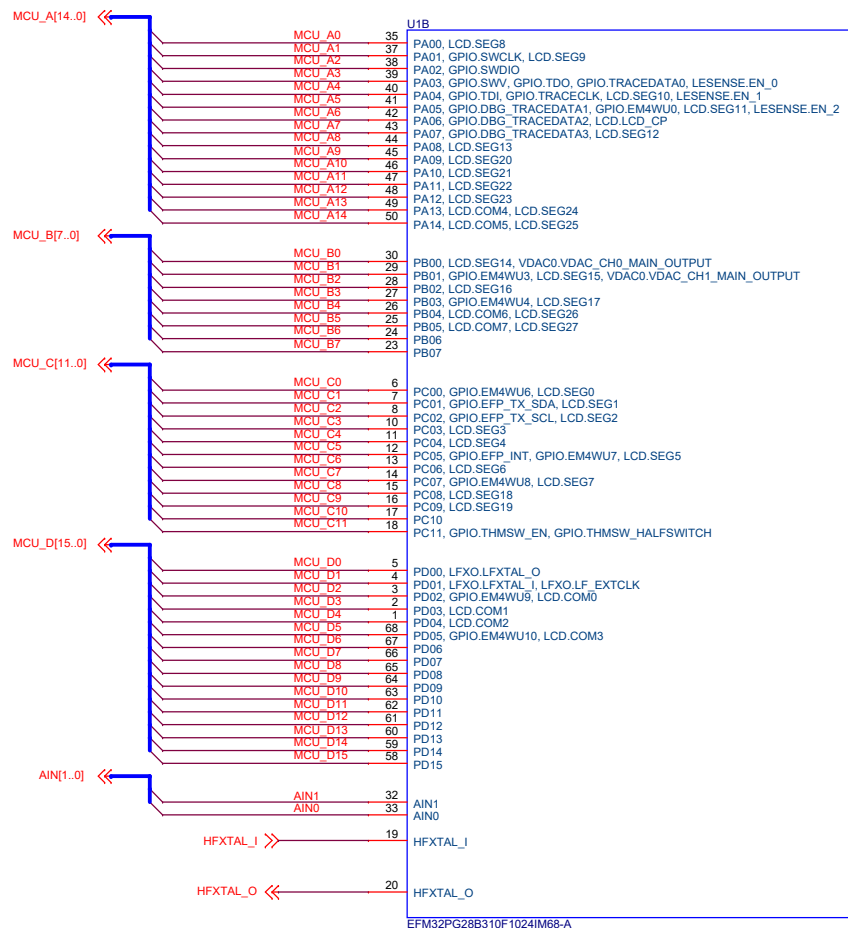 MCU_A[14..0]
U1B
MCU_A0 35 PA00, LCD.SEG8
MCU_A1 37 PA01, GPIO.SWCLK, LCD.SEG9
MCU_A2 38 PA02, GPIO.SWDIO
MCU_A3 39 PA03, GPIO.SWV, GPIO.TDO, GPIO.TRACEDATA0, LESENSE.EN_0
MCU_A4 40 PA04, GPIO.TDI, GPIO.TRACECLK, LCD.SEG10, LESENSE.EN_1
MCU_A5 41 PA05, GPIO.DBG_TRACEDATA1, GPIO.EM4WU0, LCD.SEG11, LESENSE.EN_2
MCU_A6 42 PA06, GPIO.DBG_TRACEDATA2, LCD.LCD_CP
MCU_A7 43 PA07, GPIO.DBG_TRACEDATA3, LCD.SEG12
MCU_A8 44 PA08, LCD.SEG13
MCU_A9 45 PA09, LCD.SEG20
MCU_A10 46 PA10, LCD.SEG21
MCU_A11 47 PA11, LCD.SEG22
MCU_A12 48 PA12, LCD.SEG23
MCU_A13 49 PA13, LCD.COM4, LCD.SEG24
MCU_A14 50 PA14, LCD.COM5, LCD.SEG25
MCU_B[7..0]
MCU_B0 30 PB00, LCD.SEG14, VDAC0.VDAC_CH0_MAIN_OUTPUT
MCU_B1 29 PB01, GPIO.EM4WU3, LCD.SEG15, VDAC0.VDAC_CH1_MAIN_OUTPUT
MCU_B2 28 PB02, LCD.SEG16
MCU_B3 27 PB03, GPIO.EM4WU4, LCD.SEG17
MCU_B4 26 PB04, LCD.COM6, LCD.SEG26
MCU_B5 25 PB05, LCD.COM7, LCD.SEG27
MCU_B6 24 PB06
MCU_B7 23 PB07
MCU_C[11..0]
MCU_C0 6 PC00, GPIO.EM4WU6, LCD.SEG0
MCU_C1 7 PC01, GPIO.EFP_TX_SDA, LCD.SEG1
MCU_C2 8 PC02, GPIO.EFP_TX_SCL, LCD.SEG2
MCU_C3 10 PC03, LCD.SEG3
MCU_C4 11 PC04, LCD.SEG4
MCU_C5 12 PC05, GPIO.EFP_INT, GPIO.EM4WU7, LCD.SEG5
MCU_C6 13 PC06, LCD.SEG6
MCU_C7 14 PC07, GPIO.EM4WU8, LCD.SEG7
MCU_C8 15 PC08, LCD.SEG18
MCU_C9 16 PC09, LCD.SEG19
MCU_C10 17 PC10
MCU_C11 18 PC11, GPIO.THMSW_EN, GPIO.THMSW_HALFSWITCH
MCU_D[15..0]
MCU_D0 5 PD00, LFXO.LFXTAL_O
MCU_D1 4 PD01, LFXO.LFXTAL_I, LFXO.LF_EXTCLK
MCU_D2 3 PD02, GPIO.EM4WU9, LCD.COM0
MCU_D3 2 PD03, LCD.COM1
MCU_D4 1 PD04, LCD.COM2
MCU_D5 68 PD05, GPIO.EM4WU10, LCD.COM3
MCU_D6 67 PD06
MCU_D7 66 PD07
MCU_D8 65 PD08
MCU_D9 64 PD09
MCU_D10 63 PD10
MCU_D11 62 PD11
MCU_D12 61 PD12
MCU_D13 60 PD13
MCU_D14 59 PD14
MCU_D15 58 PD15
AIN[1..0]
AIN1 32 AIN1
AIN0 33 AIN0
HFXTAL_I 19 HFXTAL_I
HFXTAL_O 20 HFXTAL_O
EFM32PG28B310F1024IM68-A